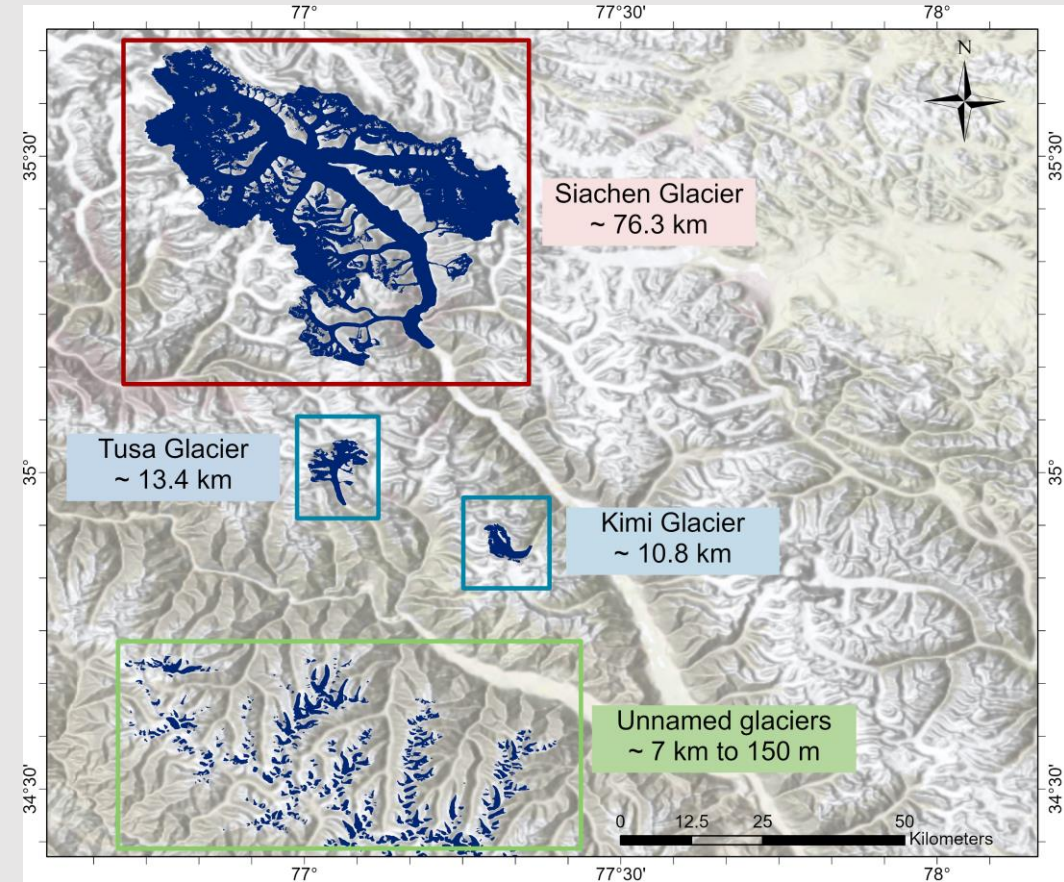 77°
77°30'
78°
N
35°30'
35°30'
Siachen Glacier
~ 76.3 km
Tusa Glacier
~ 13.4 km
35°
35°
Kimi Glacier
~ 10.8 km
Unnamed glaciers
~ 7 km to 150 m
34°30'
34°30'
0 12.5 25 50
Kilometers
77°
77°30'
78°